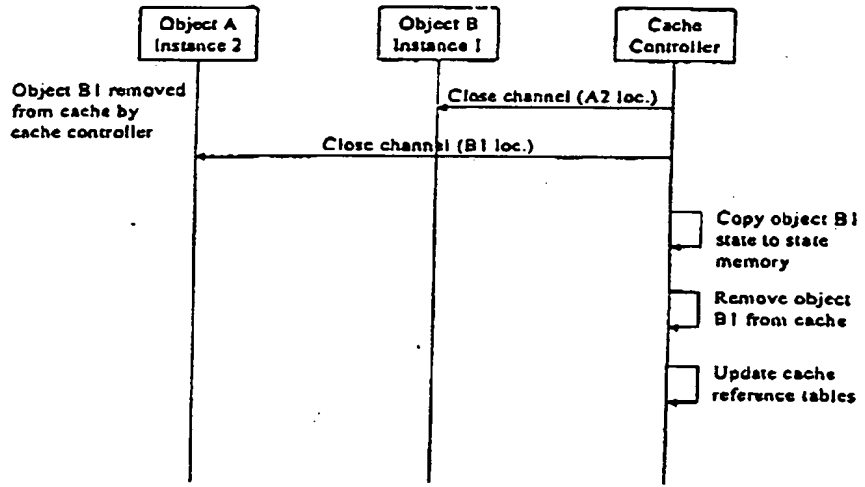 Object A
Instance 2
Object B
Instance 1
Cache
Controller
Object B1 removed
from cache by
cache controller
Close channel (A2 loc.)
Close channel (B1 loc.)
Copy object B1
state to state
memory
Remove object
B1 from cache
Update cache
reference tables